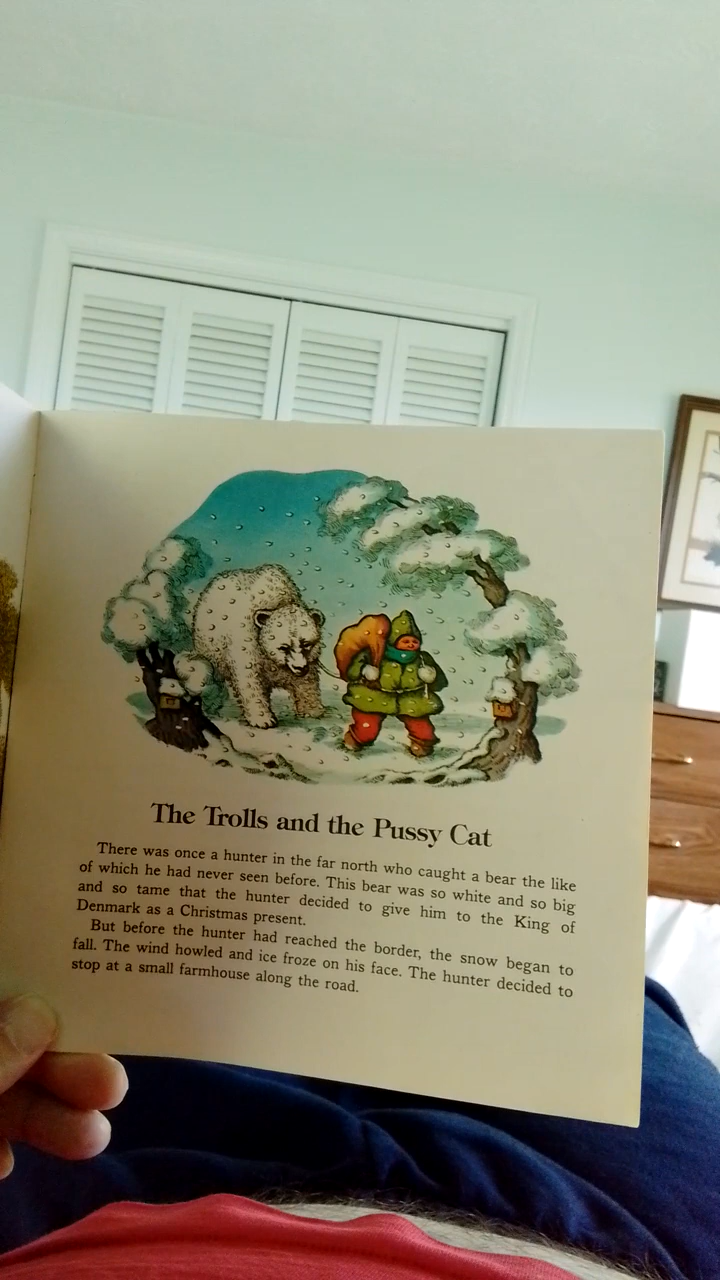 The Trolls and the Pussy Cat
There was once a hunter in the far north who caught a bear the like
of which he had never seen before. This bear was so white and so big
and so tame that the hunter decided to give him to the King of
Denmark as a Christmas present.
But before the hunter had reached the border, the snow began to
fall. The wind howled and ice froze on his face. The hunter decided to
stop at a small farmhouse along the road.